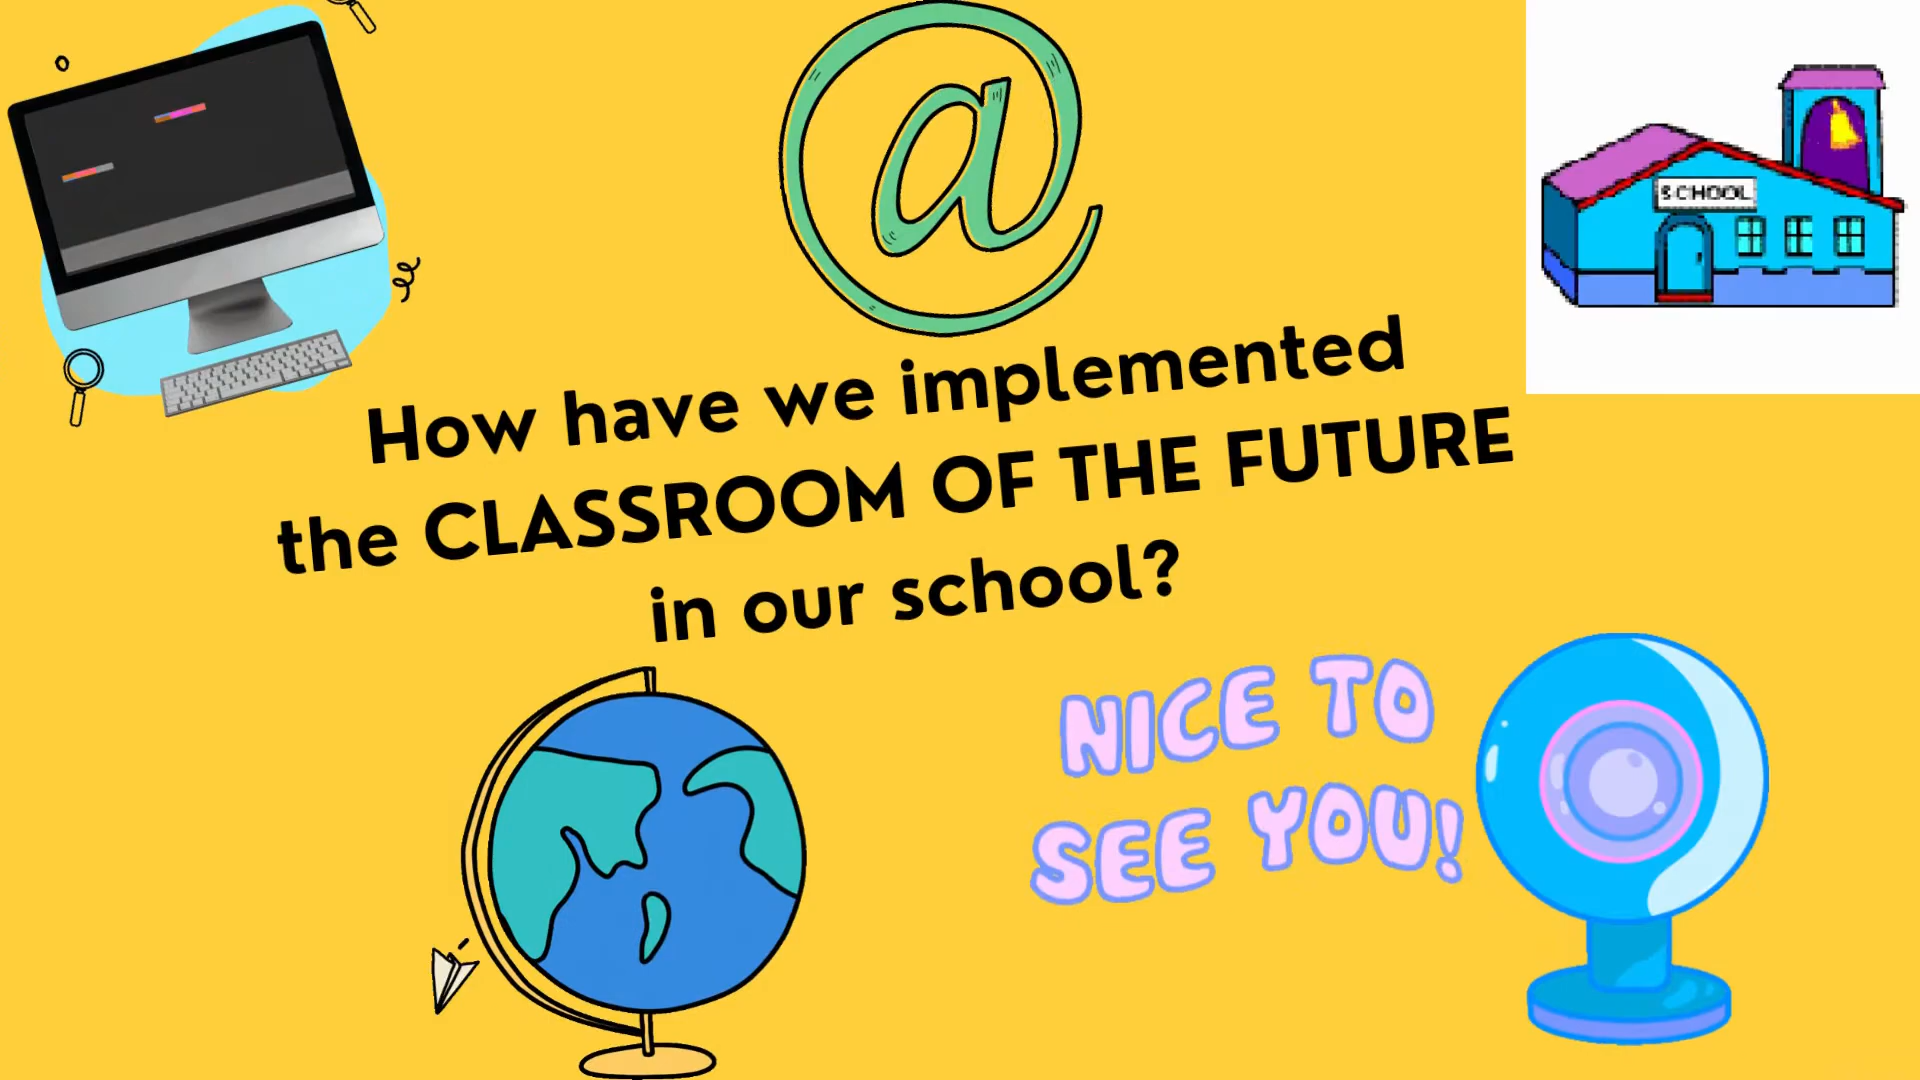 @
SCHOOL
How have we implemented
the CLASSROOM OF THE FUTURE
in our school?
NICE TO
SEE YOU!